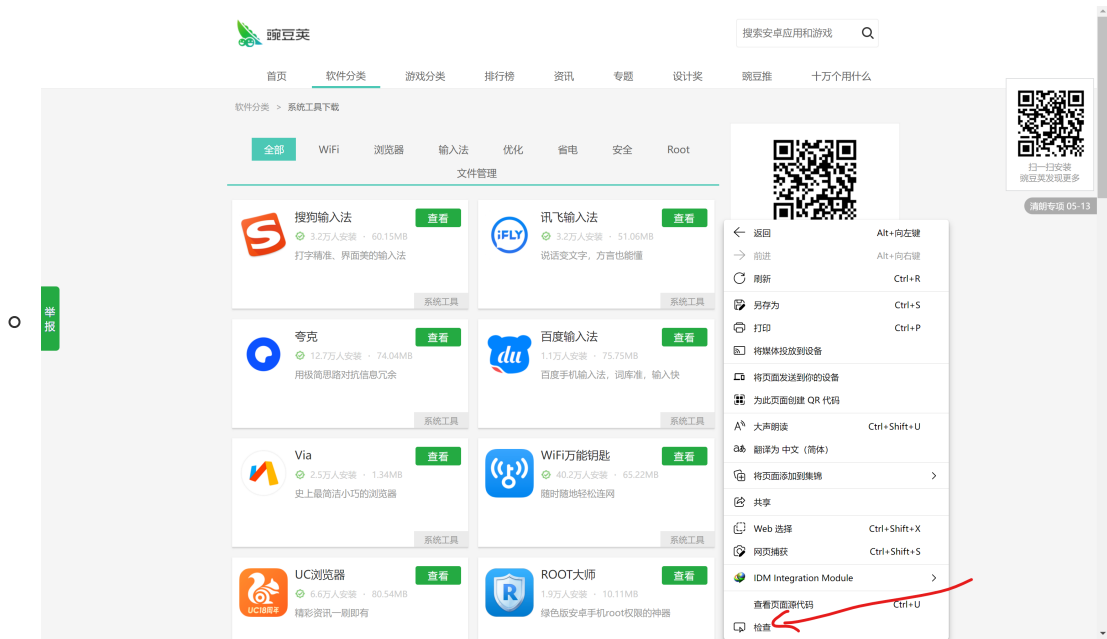 豌豆荚
搜索安卓应用和游戏
首页 软件分类 游戏分类 排行榜 资讯 专题 设计奖 豌豆推 十万个用什么
软件分类 > 系统工具下载
全部 WiFi 浏览器 输入法 优化 省电 安全 Root
文件管理
扫一扫安装
豌豆荚发现更多
清朗专项 05-13
举报
搜狗输入法
查看
3.2万人安装 · 60.15MB
打字精准、界面美的输入法
系统工具
讯飞输入法
查看
iFLY
3.2万人安装 · 51.06MB
说话变文字，方言也能懂
系统工具
夸克
查看
12.7万人安装 · 74.04MB
用极简思路对抗信息冗余
系统工具
百度输入法
查看
du
1.1万人安装 · 75.75MB
百度手机输入法，词库准，输入快
系统工具
Via
查看
2.5万人安装 · 1.34MB
史上最简洁小巧的浏览器
系统工具
WiFi万能钥匙
查看
40.2万人安装 · 65.22MB
随时随地轻松连网
系统工具
UC浏览器
查看
6.6万人安装 · 80.54MB
精彩资讯一刷即有
UC18周年
ROOT大师
查看
R
1.9万人安装 · 10.11MB
绿色版安卓手机root权限的神器
返回 Alt+向左键
前进 Alt+向右键
刷新 Ctrl+R
另存为 Ctrl+S
打印 Ctrl+P
将媒体投放到设备
将页面发送到你的设备
为此页面创建 QR 代码
大声朗读 Ctrl+Shift+U
翻译为 中文（简体）
将页面添加到集锦
共享
Web 选择 Ctrl+Shift+X
网页捕获 Ctrl+Shift+S
IDM Integration Module
查看页面源代码 Ctrl+U
检查